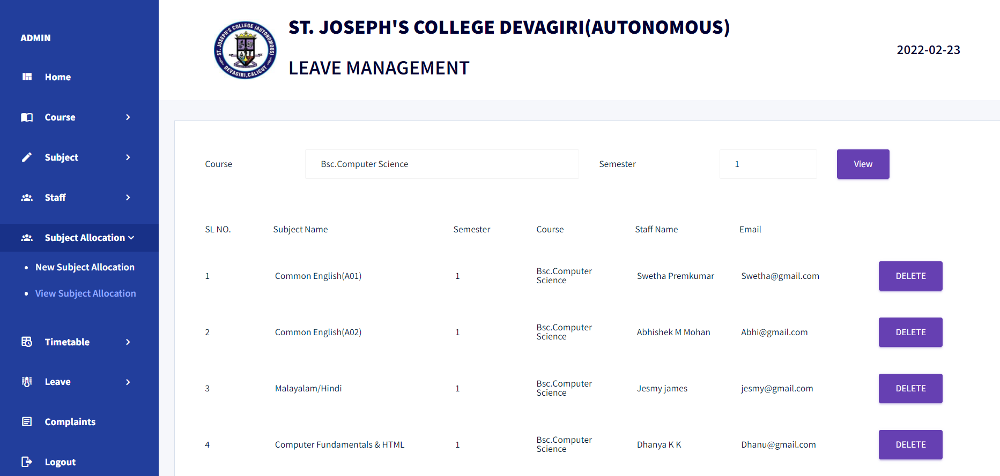 ADMIN
Home
Course
Subject
Staff
Subject Allocation
New Subject Allocation
View Subject Allocation
Timetable
Leave
Complaints
Logout
ST. JOSEPH'S COLLEGE (AUTONOMOUS)
DEVAGIRI, CALICUT
ST. JOSEPH'S COLLEGE DEVAGIRI(AUTONOMOUS)
LEAVE MANAGEMENT
2022-02-23
Course Bsc.Computer Science Semester 1 View
SL NO. Subject Name Semester Course Staff Name Email
1 Common English(A01) 1 Bsc.Computer Science Swetha Premkumar Swetha@gmail.com DELETE
2 Common English(A02) 1 Bsc.Computer Science Abhishek M Mohan Abhi@gmail.com DELETE
3 Malayalam/Hindi 1 Bsc.Computer Science Jesmy james jesmy@gmail.com DELETE
4 Computer Fundamentals & HTML 1 Bsc.Computer Science Dhanya K K Dhanu@gmail.com DELETE